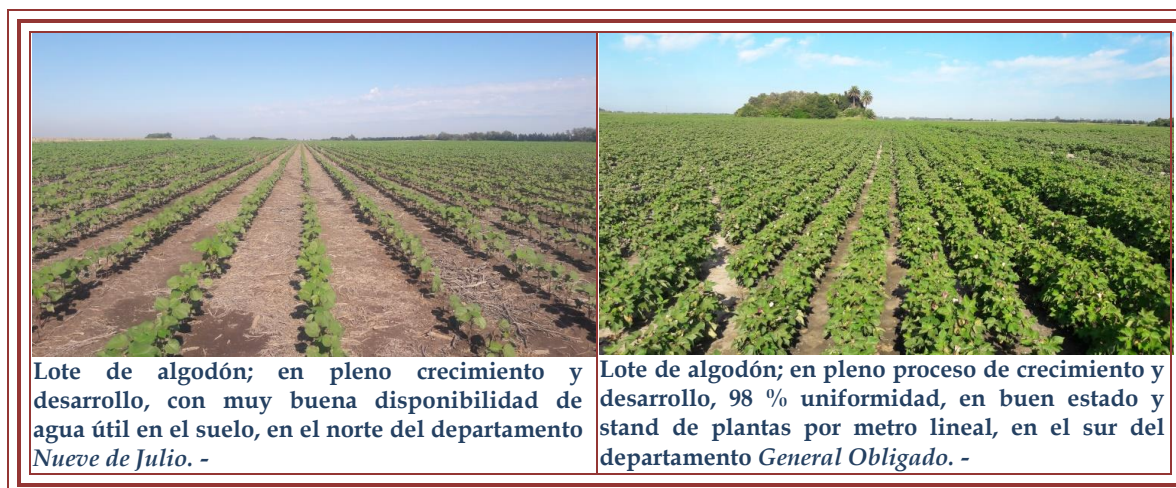 Lote de algodón; en pleno crecimiento y
desarrollo, con muy buena disponibilidad de
agua útil en el suelo, en el norte del departamento
Nueve de Julio. -
Lote de algodón; en pleno proceso de crecimiento y
desarrollo, 98 % uniformidad, en buen estado y
stand de plantas por metro lineal, en el sur del
departamento General Obligado. -